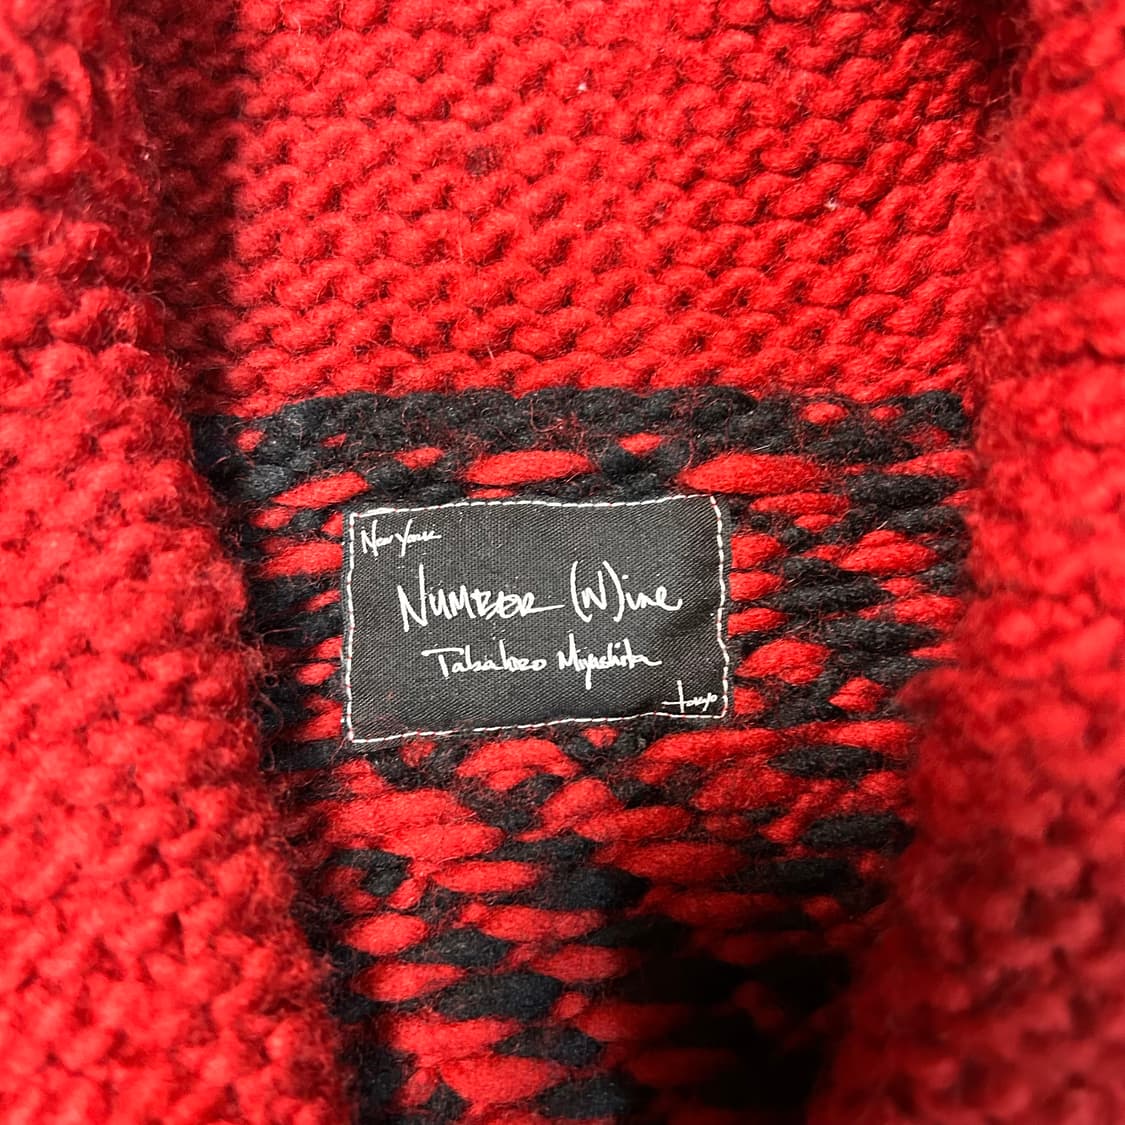 New York
NUMBER (N)ine
Takahiro Miyashita
tokyo